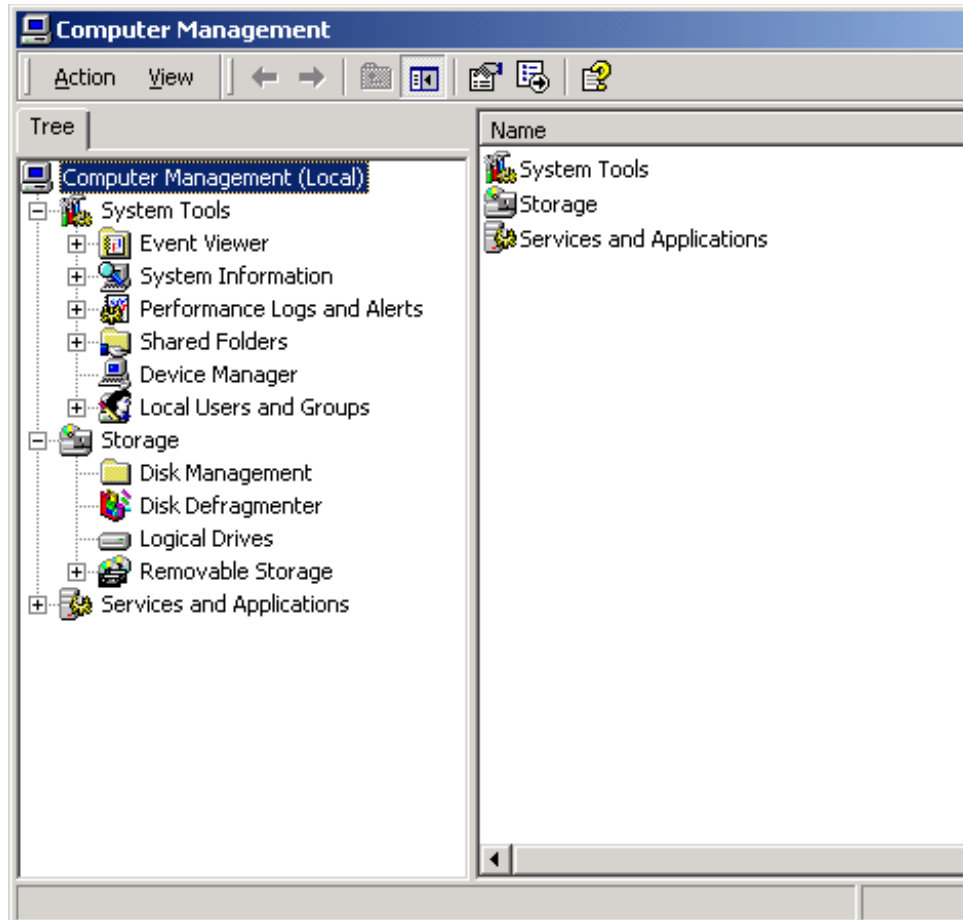 Computer Management
Action View
Tree
Name
Computer Management (Local)
System Tools
Event Viewer
System Information
Performance Logs and Alerts
Shared Folders
Device Manager
Local Users and Groups
Storage
Disk Management
Disk Defragmenter
Logical Drives
Removable Storage
Services and Applications
System Tools
Storage
Services and Applications